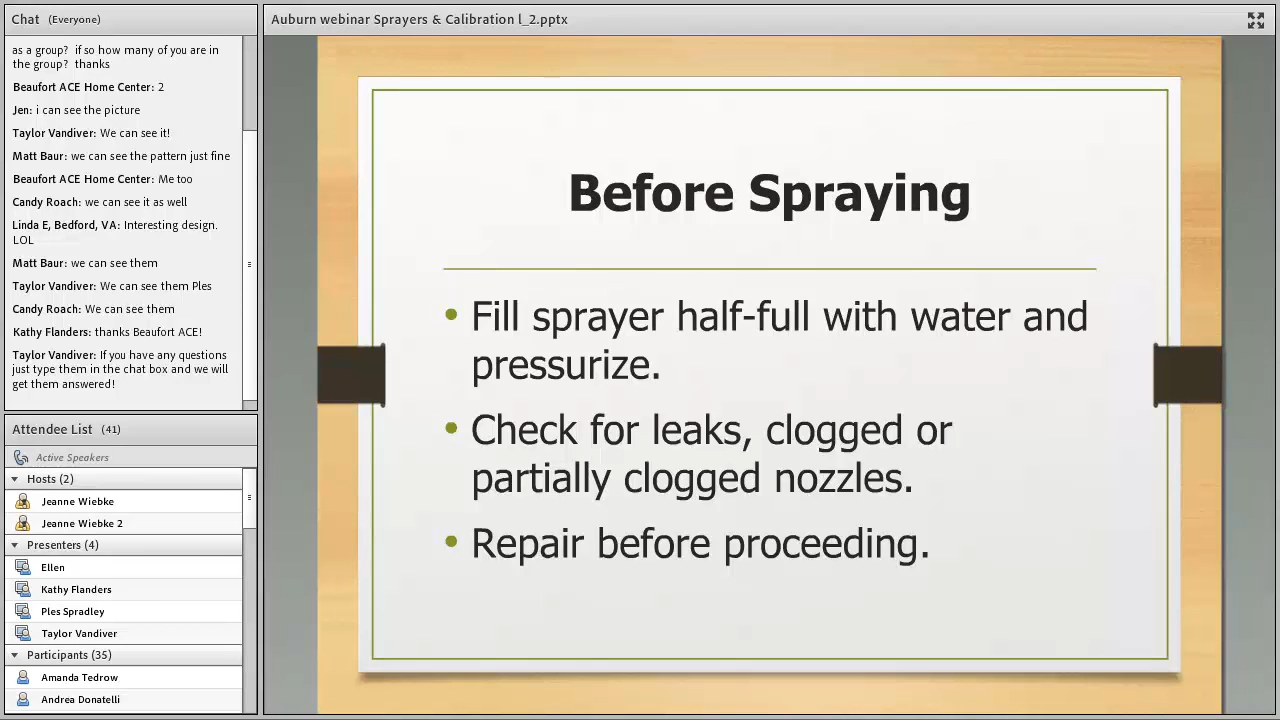 Chat (Everyone)
as a group? if so how many of you are in
the group? thanks
Beaufort ACE Home Center: 2
Jen: i can see the picture
Taylor Vandiver: We can see it!
Matt Baur: we can see the pattern just fine
Beaufort ACE Home Center: Me too
Candy Roach: we can see it as well
Linda E, Bedford, VA: Interesting design.
LOL
Matt Baur: we can see them
Taylor Vandiver: We can see them Ples
Candy Roach: We can see them
Kathy Flanders: thanks Beaufort ACE!
Taylor Vandiver: If you have any questions
just type them in the chat box and we will
get them answered!
Attendee List (41)
Active Speakers
Hosts (2)
Jeanne Wiebke
Jeanne Wiebke 2
Presenters (4)
Ellen
Kathy Flanders
Ples Spradley
Taylor Vandiver
Participants (35)
Amanda Tedrow
Andrea Donatelli
Auburn webinar Sprayers & Calibration l_2.pptx
Before Spraying
• Fill sprayer half-full with water and
pressurize.
• Check for leaks, clogged or
partially clogged nozzles.
• Repair before proceeding.